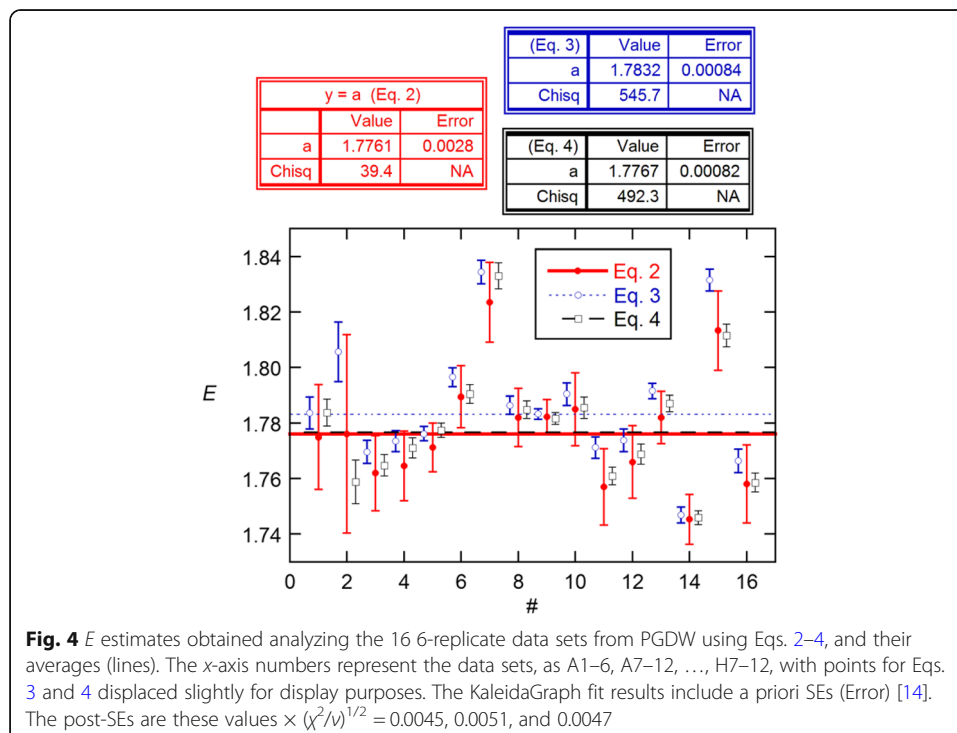 (Eq. 3) Value Error
a 1.7832 0.00084
Chisq 545.7 NA
y = a (Eq. 2)
Value Error
a 1.7761 0.0028
Chisq 39.4 NA
(Eq. 4) Value Error
a 1.7767 0.00082
Chisq 492.3 NA
1.84
1.82
1.80
1.78
1.76
1.74
E
Eq. 2
Eq. 3
Eq. 4
0 2 4 6 8 10 12 14 16
#
Fig. 4 E estimates obtained analyzing the 16 6-replicate data sets from PGDW using Eqs. 2–4, and their
averages (lines). The x-axis numbers represent the data sets, as A1–6, A7–12, …, H7–12, with points for Eqs.
3 and 4 displaced slightly for display purposes. The KaleidaGraph fit results include a priori SEs (Error) [14].
The post-SEs are these values × (χ²/ν)^1/2 = 0.0045, 0.0051, and 0.0047